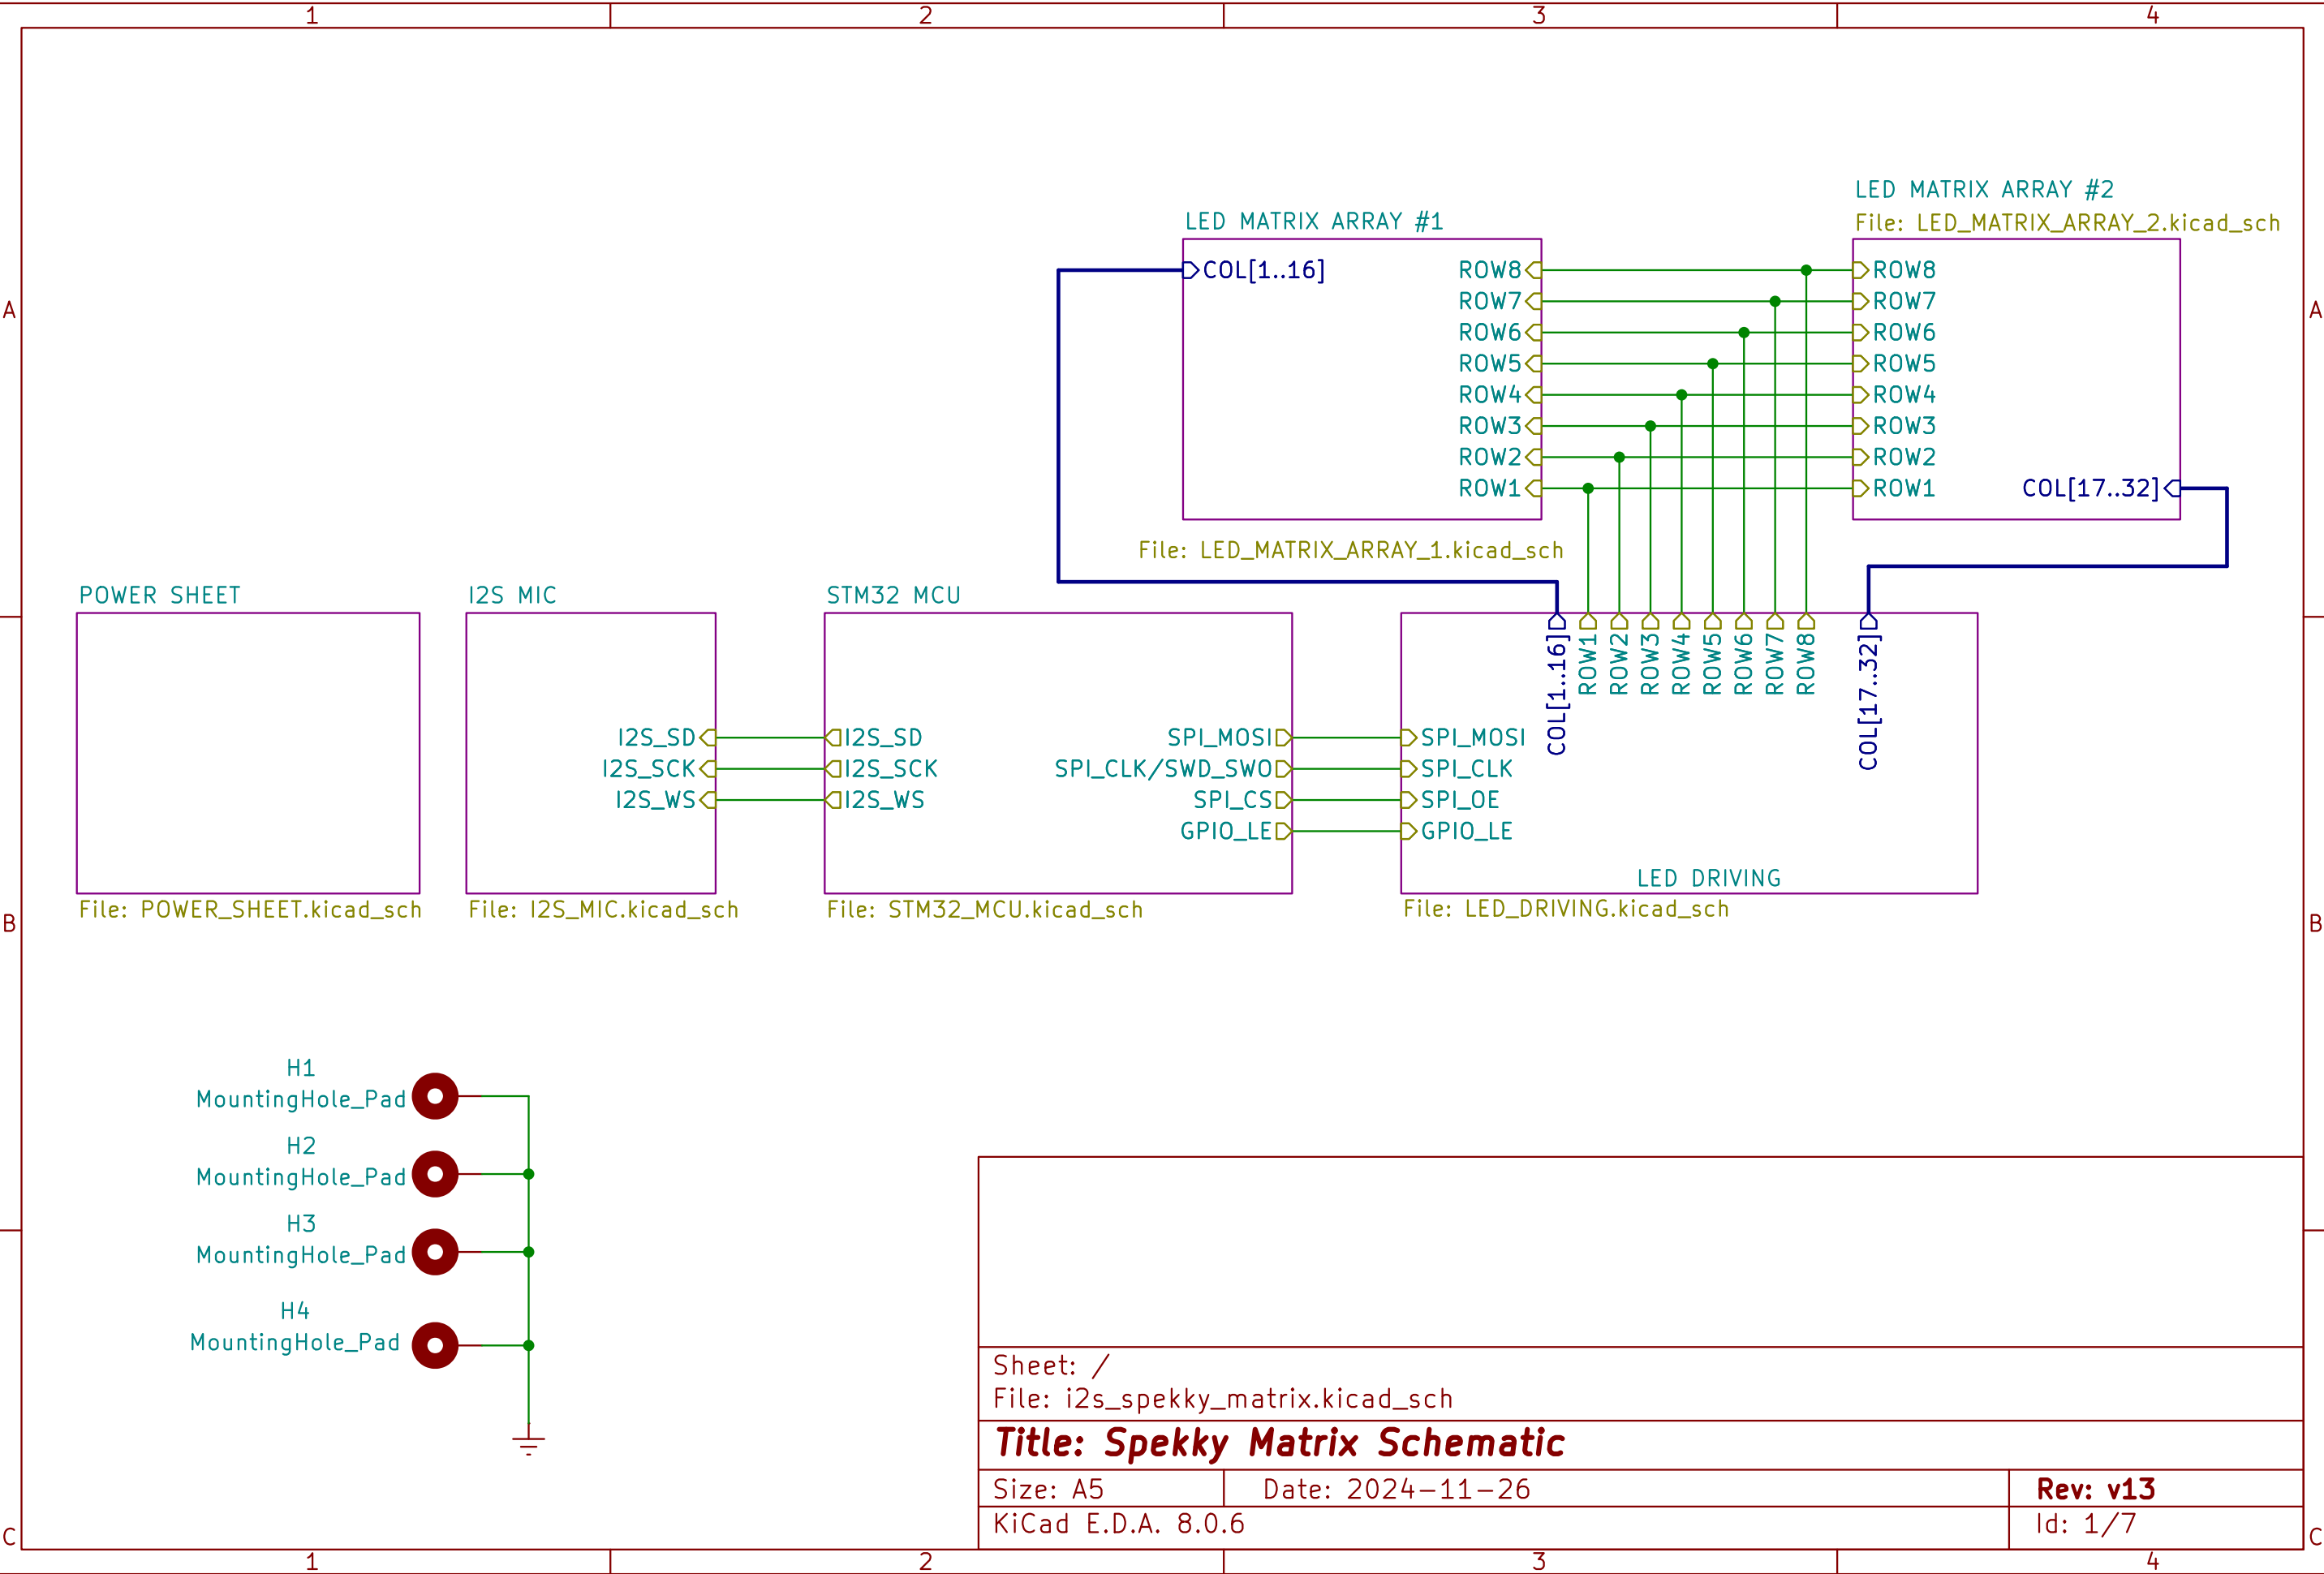 1 2 3 4
A A
B B
C C
LED MATRIX ARRAY #1
COL[1..16]
ROW8
ROW7
ROW6
ROW5
ROW4
ROW3
ROW2
ROW1
File: LED_MATRIX_ARRAY_1.kicad_sch
LED MATRIX ARRAY #2
File: LED_MATRIX_ARRAY_2.kicad_sch
ROW8
ROW7
ROW6
ROW5
ROW4
ROW3
ROW2
ROW1
COL[17..32]
POWER SHEET
File: POWER_SHEET.kicad_sch
I2S MIC
I2S_SD
I2S_SCK
I2S_WS
File: I2S_MIC.kicad_sch
STM32 MCU
I2S_SD
I2S_SCK
I2S_WS
SPI_MOSI
SPI_CLK/SWD_SWO
SPI_CS
GPIO_LE
File: STM32_MCU.kicad_sch
COL[1..16]
ROW1
ROW2
ROW3
ROW4
ROW5
ROW6
ROW7
ROW8
COL[17..32]
SPI_MOSI
SPI_CLK
SPI_OE
GPIO_LE
LED DRIVING
File: LED_DRIVING.kicad_sch
H1
MountingHole_Pad
H2
MountingHole_Pad
H3
MountingHole_Pad
H4
MountingHole_Pad
Sheet: /
File: i2s_spekky_matrix.kicad_sch
Title: Spekky Matrix Schematic
Size: A5 Date: 2024-11-26 Rev: v13
KiCad E.D.A. 8.0.6 Id: 1/7
1 2 3 4